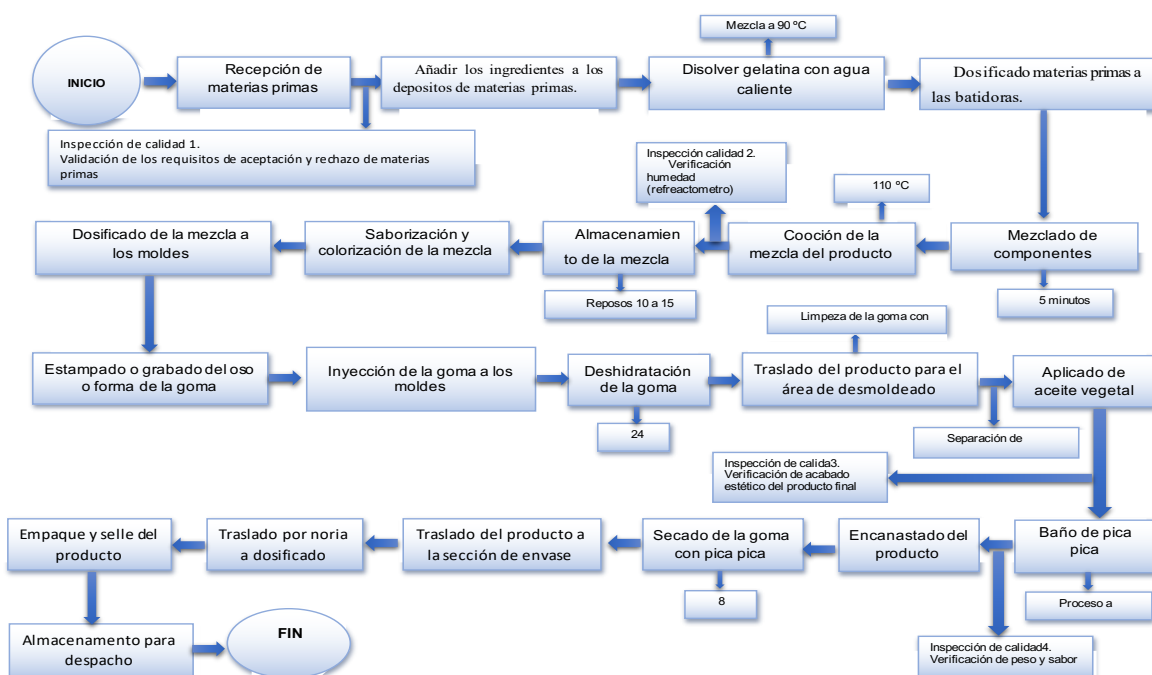 Mezcla a 90 ºC
INICIO
Recepción de
materias primas
Añadir los ingredientes a los
depositos de materias primas.
Disolver gelatina con agua
caliente
Dosificado materias primas a
las batidoras.
Inspección de calidad 1.
Validación de los requisitos de aceptación y rechazo de materias
primas
Inspección calidad 2.
Verificación
humedad
(refreactometro)
110 ºC
Mezclado de
componentes
5 minutos
Cooción de la
mezcla del producto
Almacenamien
to de la mezcla
Reposos 10 a 15
Saborización y
colorización de la mezcla
Dosificado de la mezcla a
los moldes
Estampado o grabado del oso
o forma de la goma
Inyección de la goma a los
moldes
Deshidratación
de la goma
24
Limpeza de la goma con
Traslado del producto para el
área de desmoldeado
Separación de
Aplicado de
aceite vegetal
Inspección de calida3.
Verificación de acabado
estético del producto final
Baño de pica
pica
Proceso a
Inspección de calidad4.
Verificación de peso y sabor
Encanastado del
producto
Secado de la goma
con pica pica
8
Traslado del producto a
la sección de envase
Traslado por noria
a dosificado
Empaque y selle del
producto
Almacenamento para
despacho
FIN